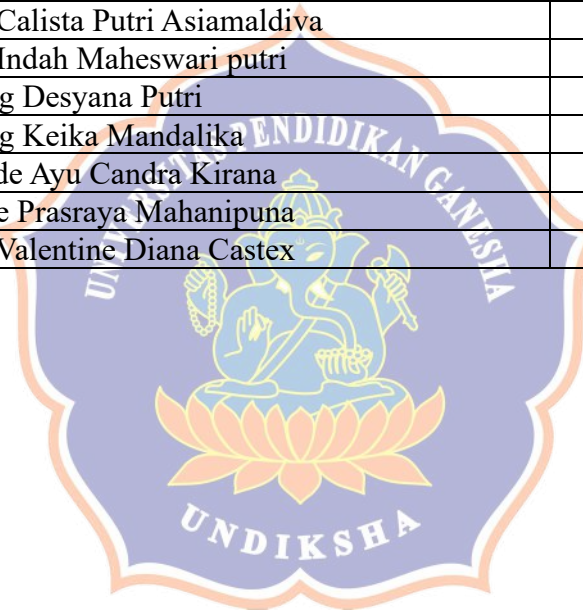 Calista Putri Asiamaldiva
Indah Maheswari putri
g Desyana Putri
g Keika Mandalika
de Ayu Candra Kirana
e Prasraya Mahanipuna
Valentine Diana Castex
UNIVERSITAS PENDIDIKAN GANESHA
UNDIKSHA